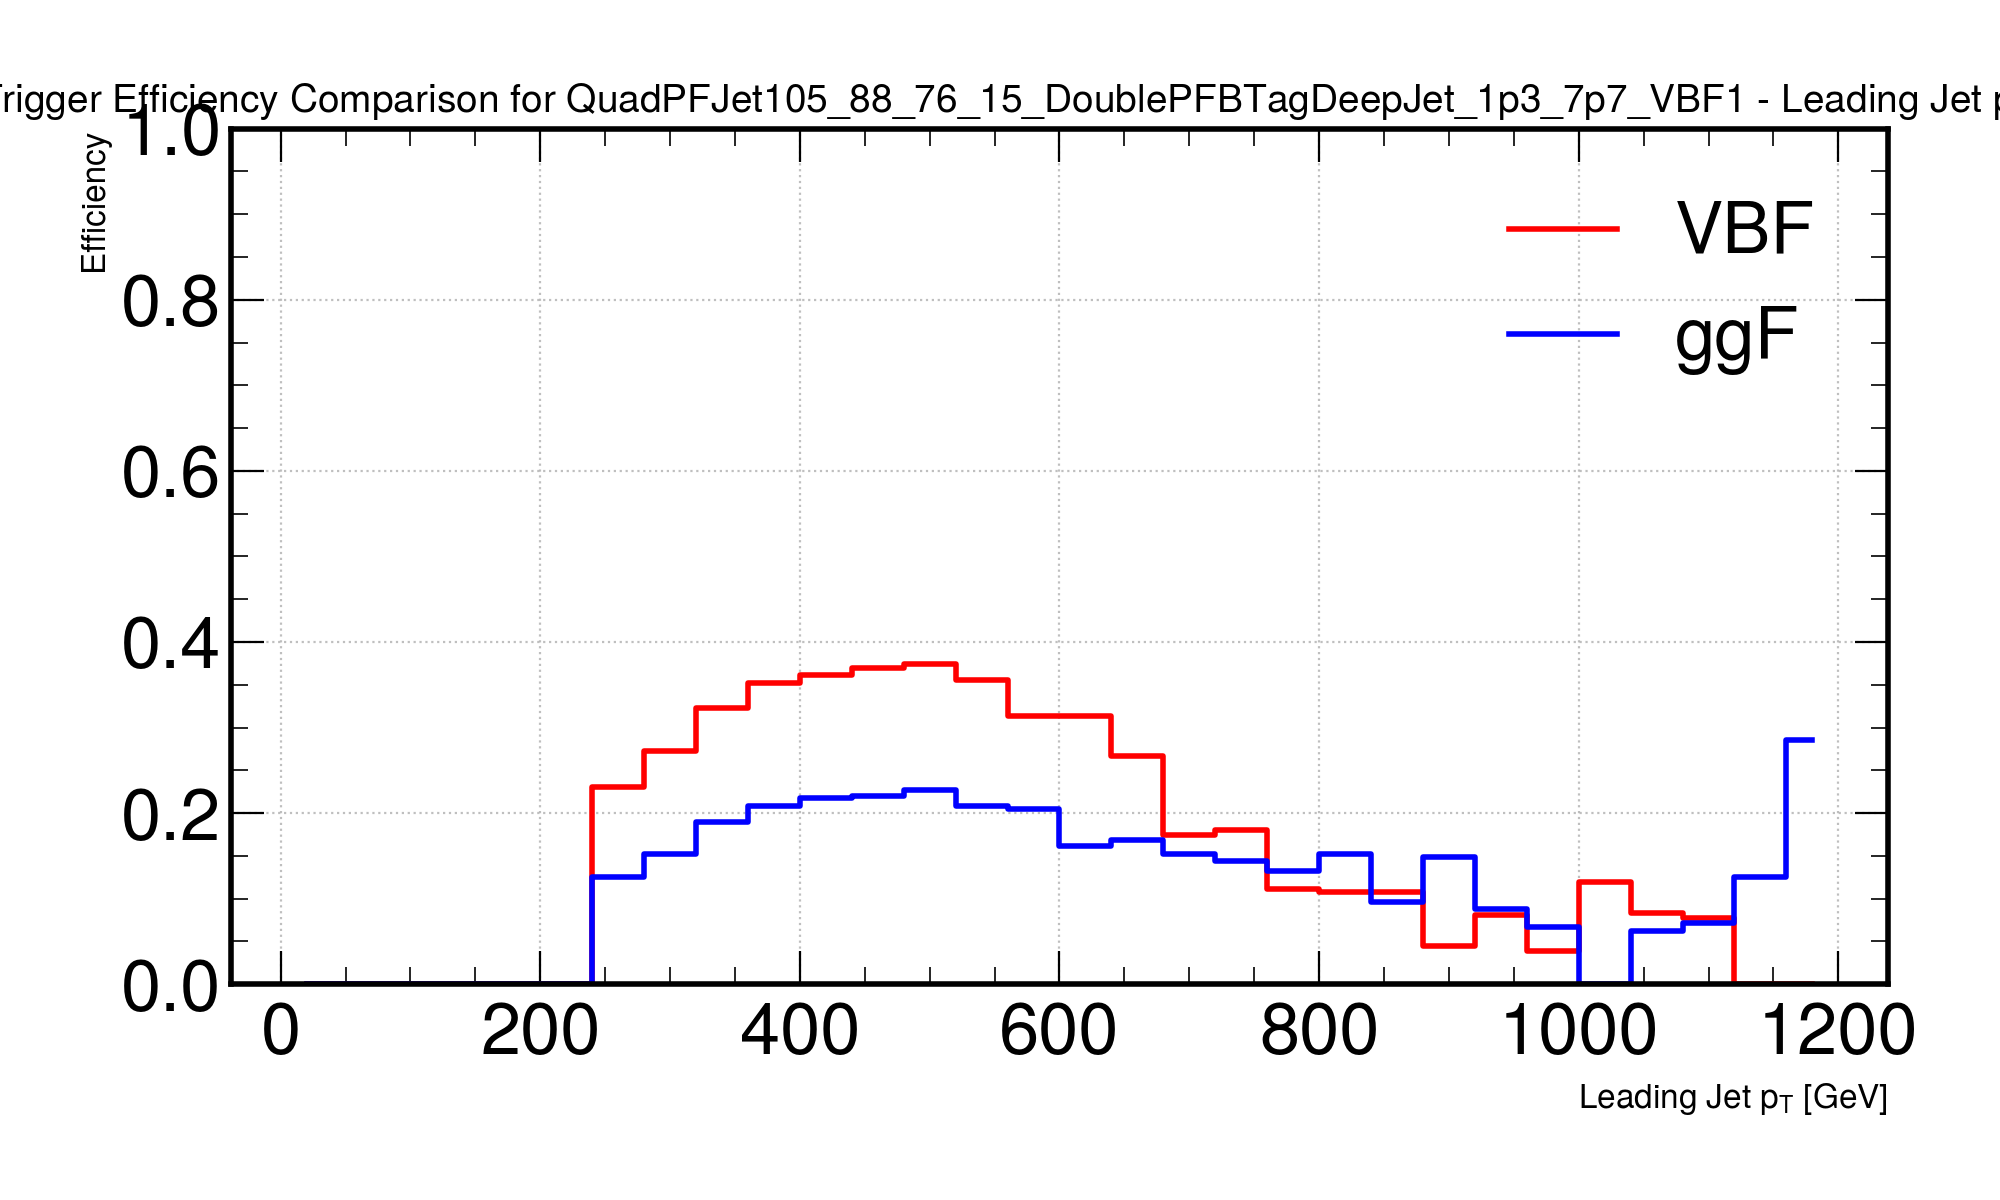 rigger Efficiency Comparison for QuadPFJet105_88_76_15_DoublePFBTagDeepJet_1p3_7p7_VBF1 - Leading Jet p
Efficiency
1.0
0.8
0.6
0.4
0.2
0.0
VBF
ggF
0 200 400 600 800 1000 1200
Leading Jet pT [GeV]